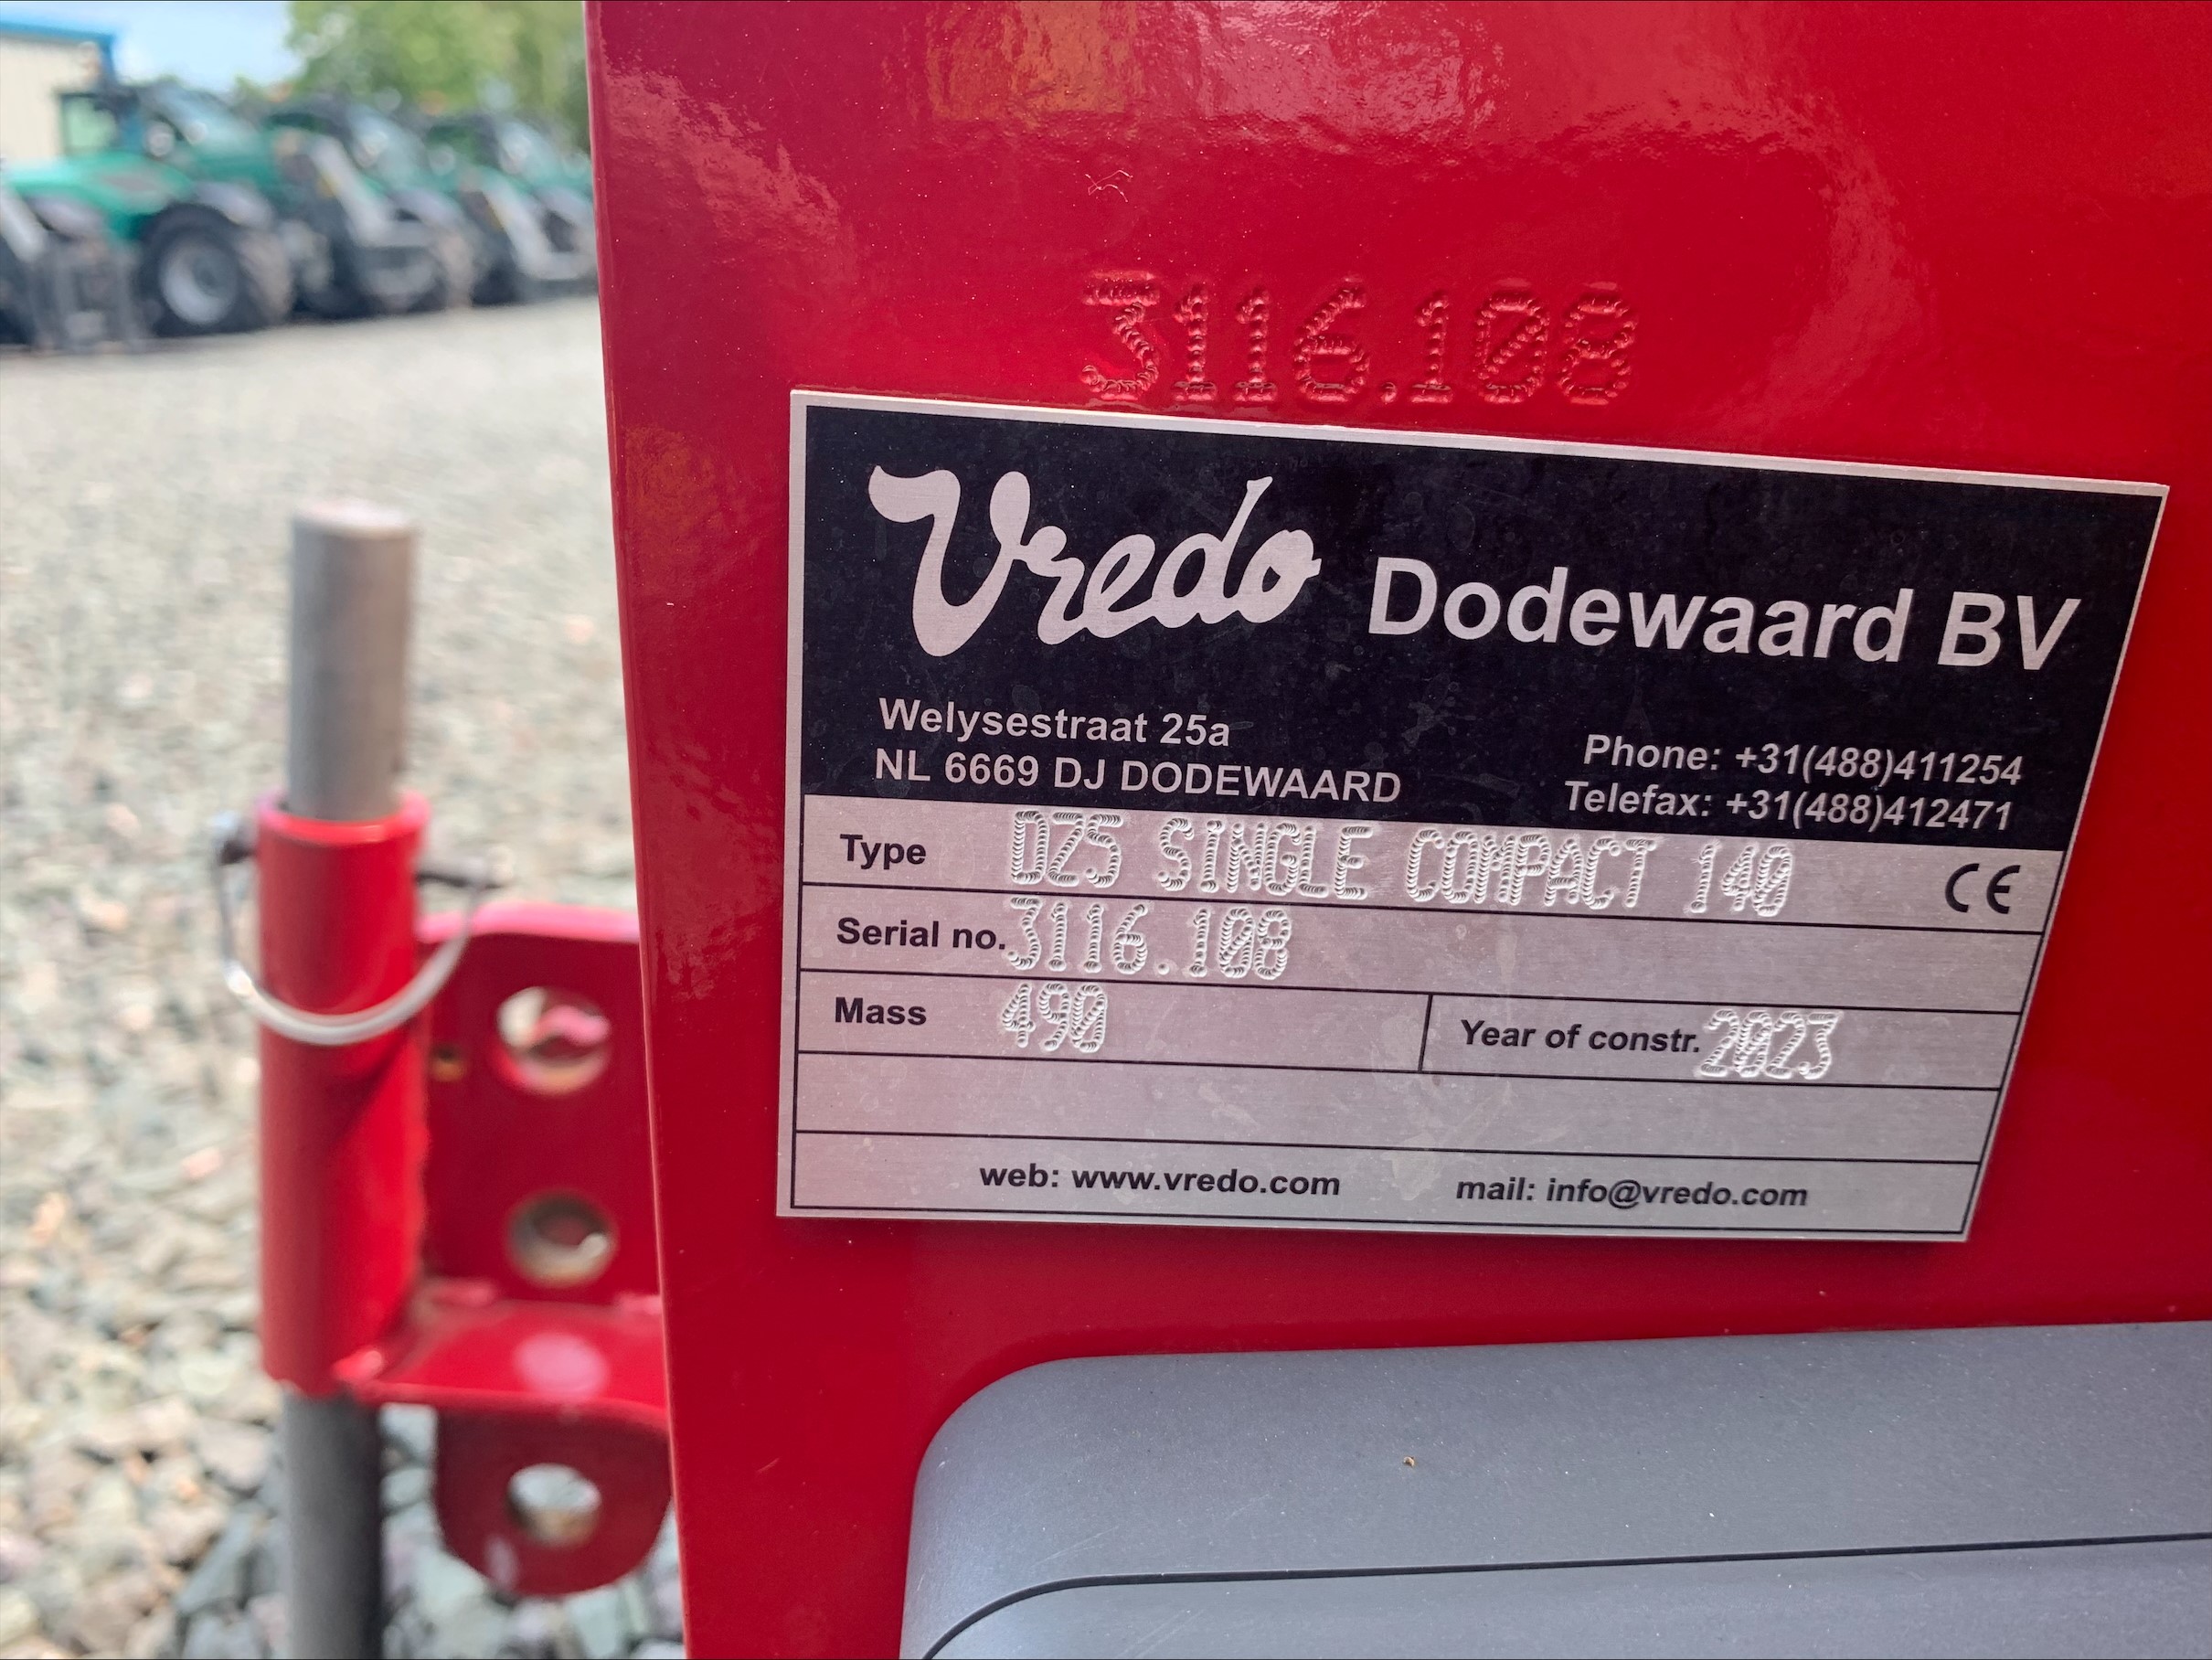 3116.108
Vredo Dodewaard BV
Welysestraat 25a
NL 6669 DJ DODEWAARD
Phone: +31(488)411254
Telefax: +31(488)412471
Type DZ5 SINGLE COMPACT 140 CE
Serial no. 3116.108
Mass 490 Year of constr. 2023
web: www.vredo.com mail: info@vredo.com